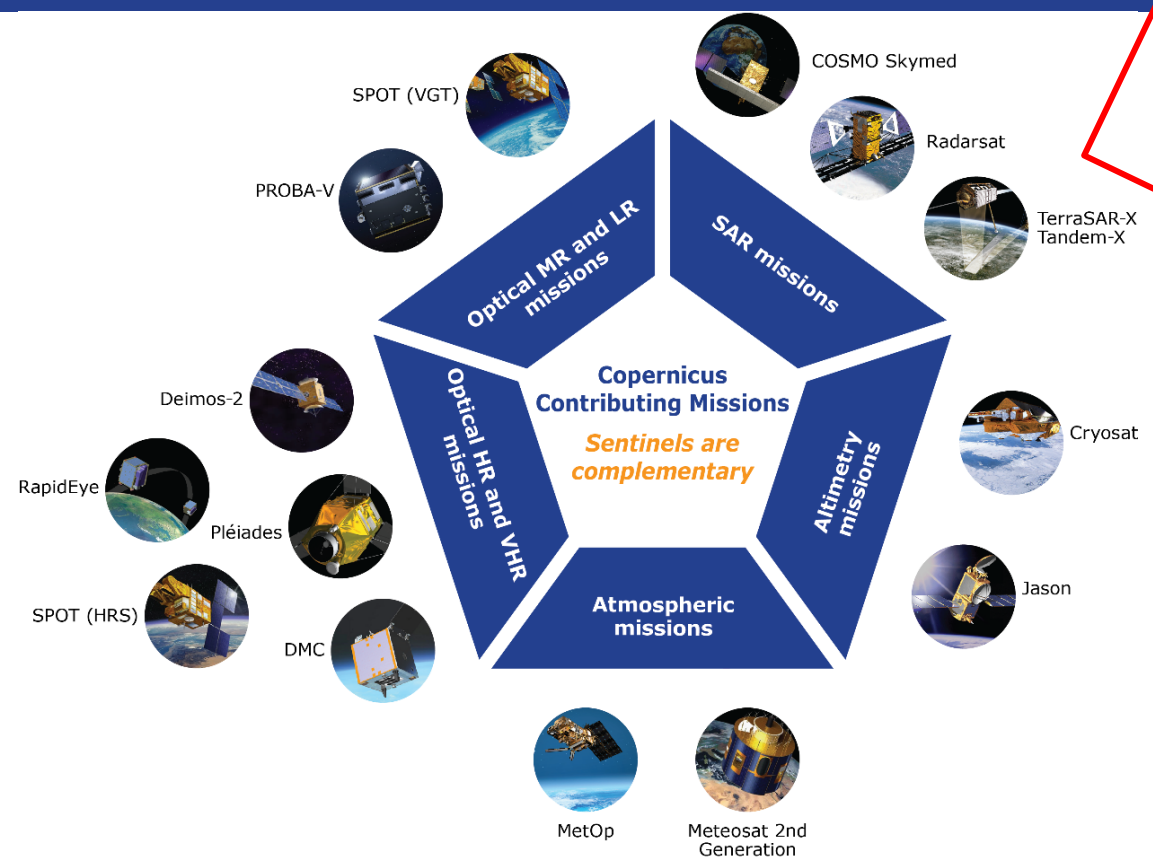 COSMO Skymed
SPOT (VGT)
Radarsat
PROBA-V
TerraSAR-X
Tandem-X
Optical MR and LR
missions
SAR missions
Copernicus
Contributing Missions
Sentinels are
complementary
Deimos-2
Optical HR and VHR
missions
Altimetry
missions
Cryosat
RapidEye
Pléiades
SPOT (HRS)
DMC
Jason
Atmospheric
missions
MetOp
Meteosat 2nd
Generation